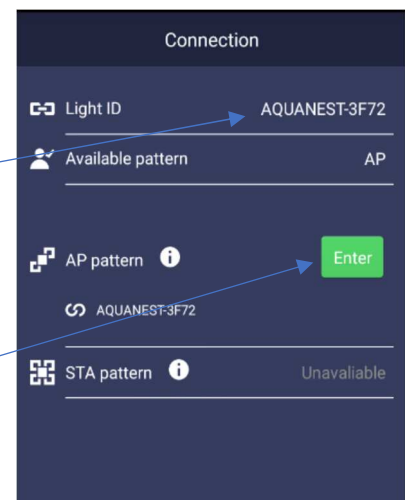 Connection
Light ID AQUANEST-3F72
Available pattern AP
AP pattern i Enter
AQUANEST-3F72
STA pattern i Unavaliable